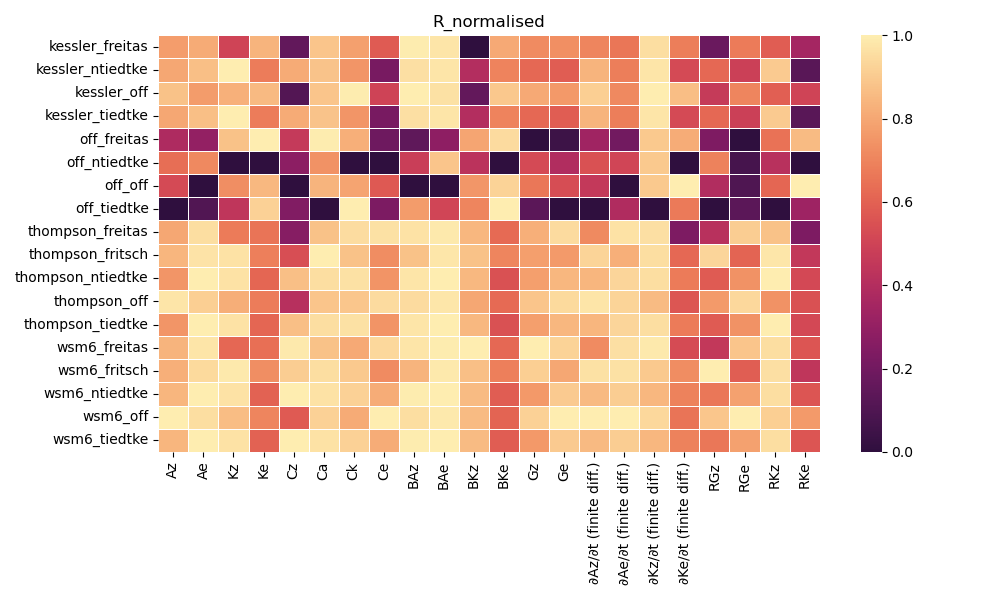 R_normalised
kessler_freitas
kessler_ntiedtke
kessler_off
kessler_tiedtke
off_freitas
off_ntiedtke
off_off
off_tiedtke
thompson_freitas
thompson_fritsch
thompson_ntiedtke
thompson_off
thompson_tiedtke
wsm6_freitas
wsm6_fritsch
wsm6_ntiedtke
wsm6_off
wsm6_tiedtke
Az
Ae
Kz
Ke
Cz
Ca
Ck
Ce
BAz
BAe
BKz
BKe
Gz
Ge
∂Az/∂t (finite diff.)
∂Ae/∂t (finite diff.)
∂Kz/∂t (finite diff.)
∂Ke/∂t (finite diff.)
RGz
RGe
RKz
RKe
1.0
0.8
0.6
0.4
0.2
0.0